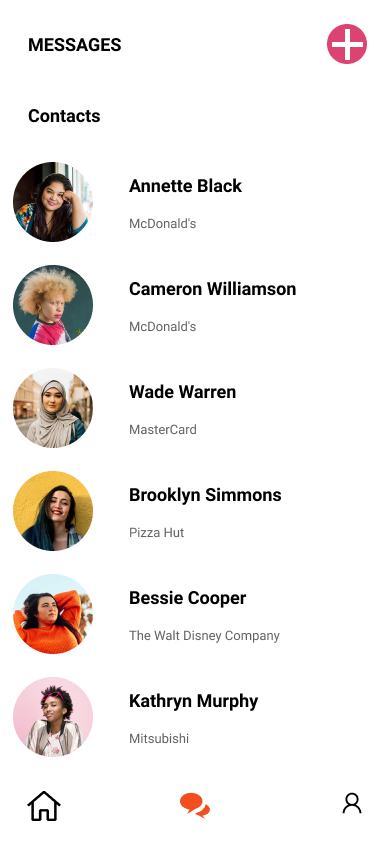 MESSAGES
Contacts
Annette Black
McDonald's
Cameron Williamson
McDonald's
Wade Warren
MasterCard
Brooklyn Simmons
Pizza Hut
Bessie Cooper
The Walt Disney Company
Kathryn Murphy
Mitsubishi